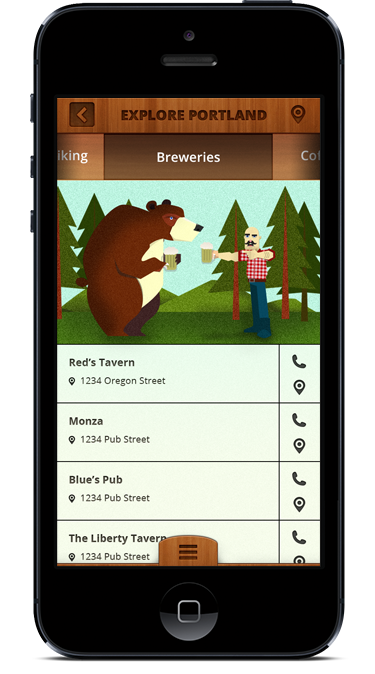 EXPLORE PORTLAND
iking Breweries Cof
Red's Tavern
1234 Oregon Street
Monza
1234 Pub Street
Blue's Pub
1234 Pub Street
The Liberty Tavern
1234 Pub Street